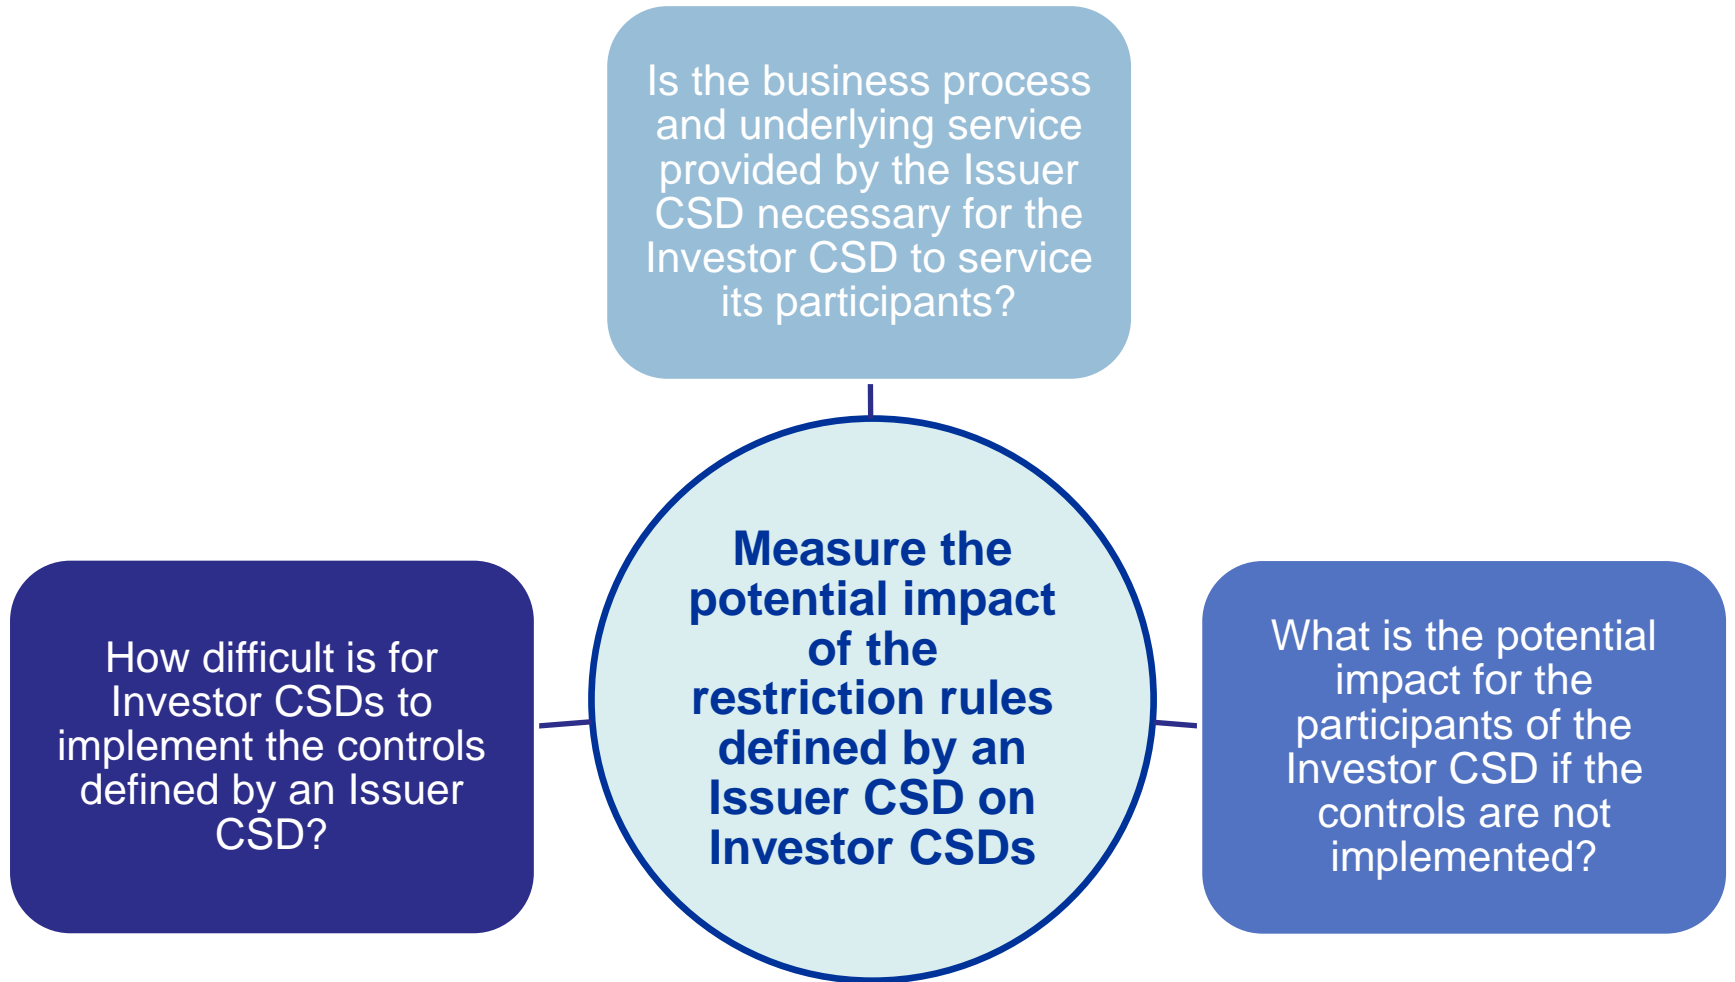 Is the business process
and underlying service
provided by the Issuer
CSD necessary for the
Investor CSD to service
its participants?
Measure the
potential impact
of the
restriction rules
defined by an
Issuer CSD on
Investor CSDs
How difficult is for
Investor CSDs to
implement the controls
defined by an Issuer
CSD?
What is the potential
impact for the
participants of the
Investor CSD if the
controls are not
implemented?